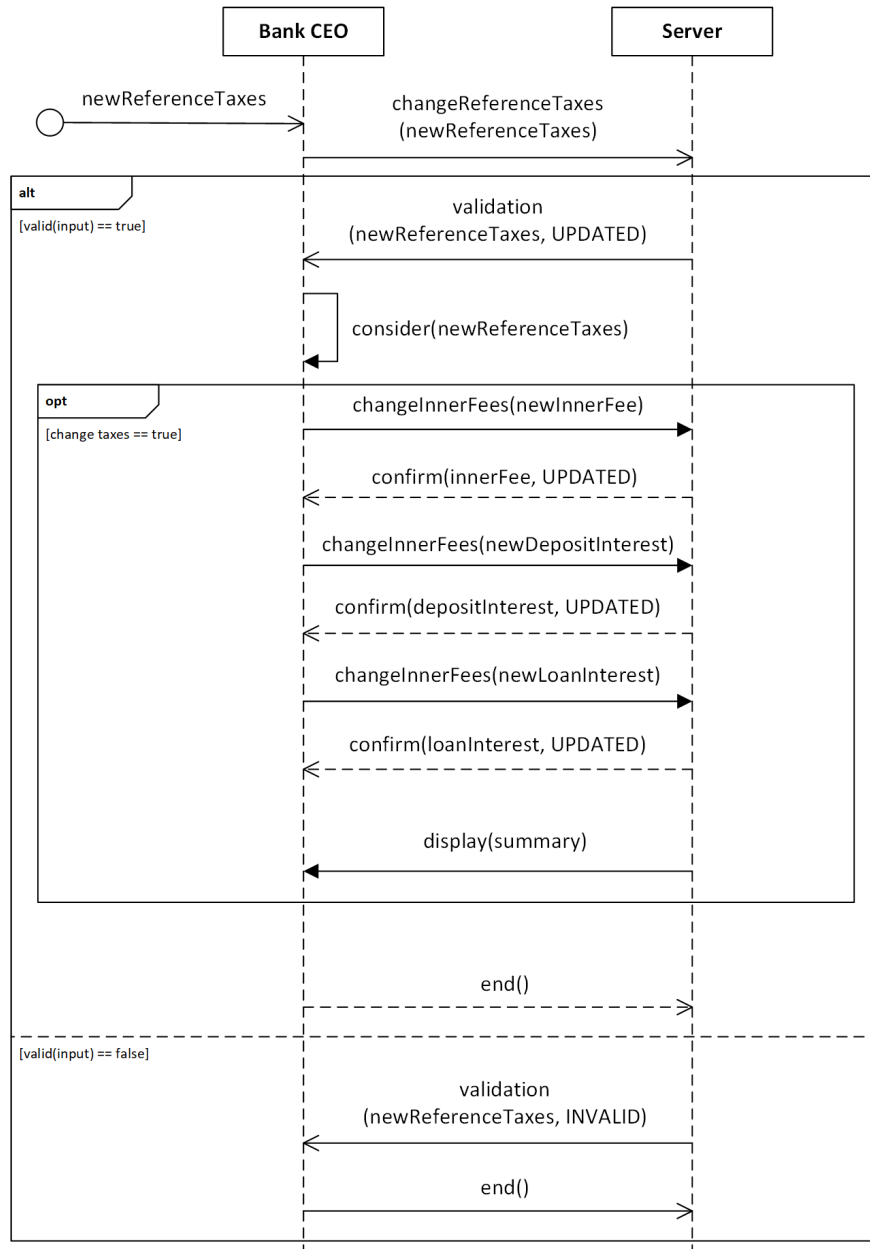 Bank CEO
Server
newReferenceTaxes
changeReferenceTaxes
(newReferenceTaxes)
alt
[valid(input) == true]
validation
(newReferenceTaxes, UPDATED)
consider(newReferenceTaxes)
opt
[change taxes == true]
changeInnerFees(newInnerFee)
confirm(innerFee, UPDATED)
changeInnerFees(newDepositInterest)
confirm(depositInterest, UPDATED)
changeInnerFees(newLoanInterest)
confirm(loanInterest, UPDATED)
display(summary)
end()
[valid(input) == false]
validation
(newReferenceTaxes, INVALID)
end()